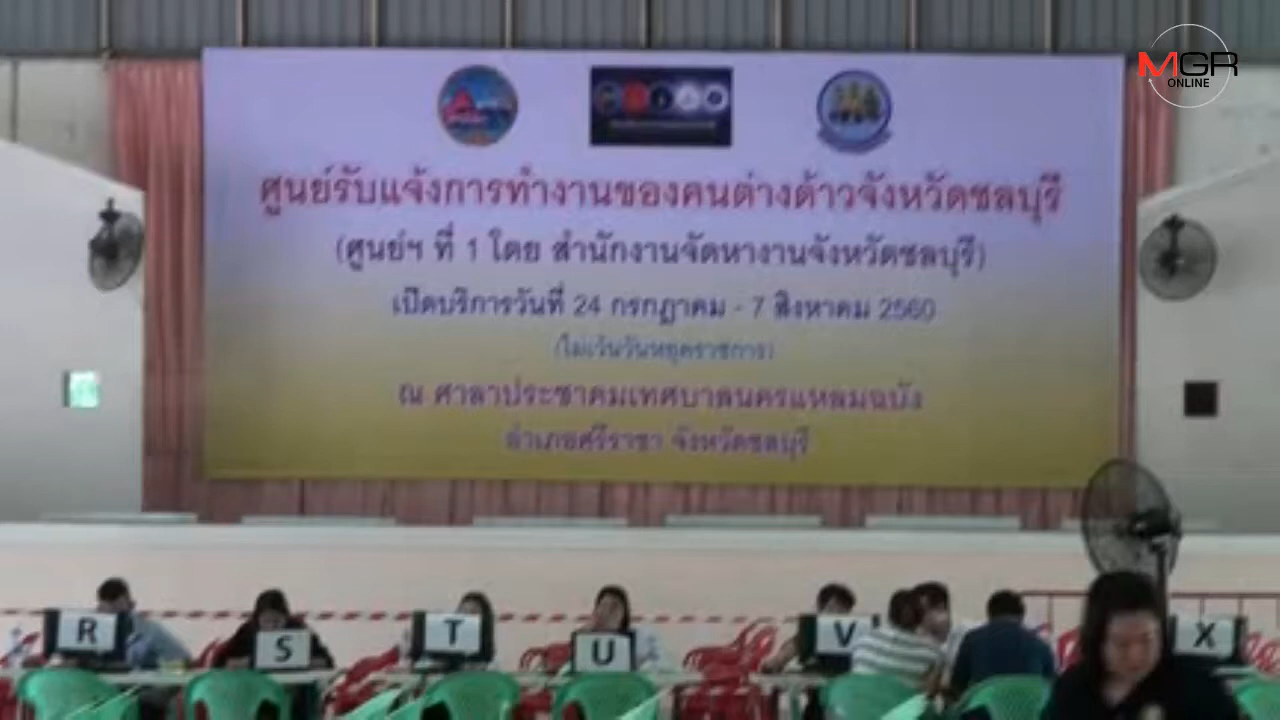 MGR
ONLINE
ศูนย์รับแจ้งการทำงานของคนต่างด้าวจังหวัดชลบุรี
(ศูนย์ฯ ที่ 1 โดย สำนักงานจัดหางานจังหวัดชลบุรี)
เปิดบริการวันที่ 24 กรกฎาคม - 7 สิงหาคม 2560
(ไม่เว้นวันหยุดราชการ)
ณ ศาลาประชาคมเทศบาลนครแหลมฉบัง
อำเภอศรีราชา จังหวัดชลบุรี
R S T U V X